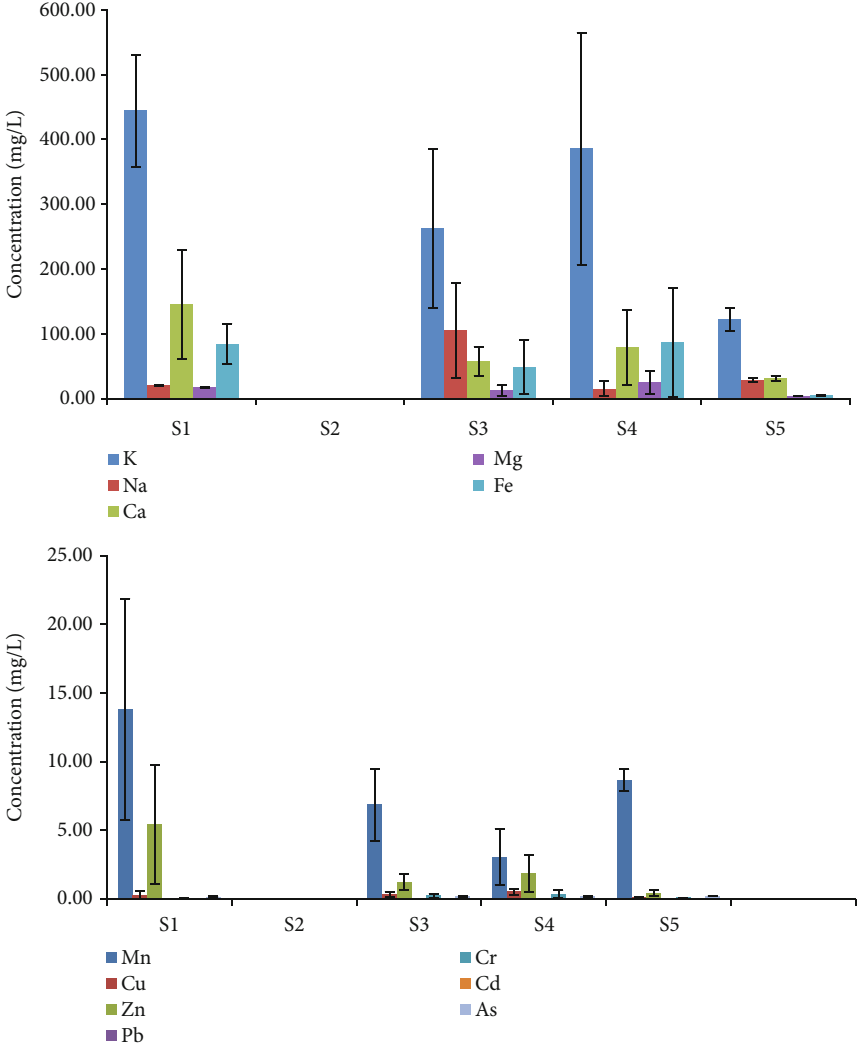 600.00
500.00
400.00
300.00
200.00
100.00
0.00
Concentration (mg/L)
S1 S2 S3 S4 S5
K Mg
Na Fe
Ca
25.00
20.00
15.00
10.00
5.00
0.00
Concentration (mg/L)
S1 S2 S3 S4 S5
Mn Cr
Cu Cd
Zn As
Pb